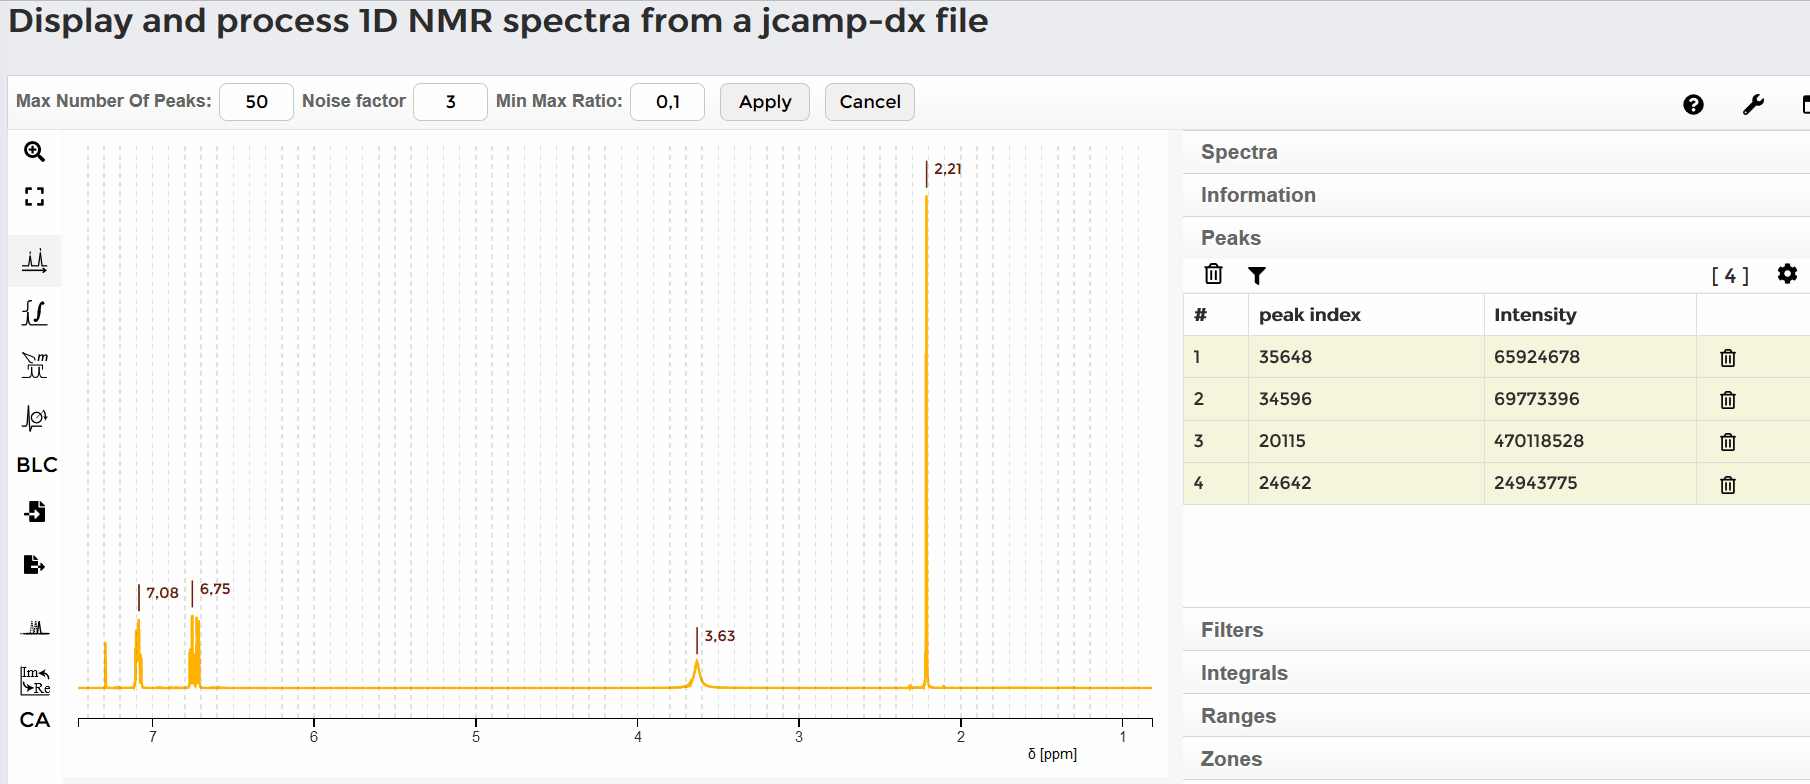 Display and process 1D NMR spectra from a jcamp-dx file
Max Number Of Peaks: 50 Noise factor 3 Min Max Ratio: 0,1 Apply Cancel
Spectra
Information
Peaks
[ 4 ]
# peak index Intensity
1 35648 65924678
2 34596 69773396
3 20115 470118528
4 24642 24943775
Filters
Integrals
Ranges
Zones
m
BLC
Im
Re
CA
2,21
7,08
6,75
3,63
7 6 5 4 3 2 1
δ [ppm]